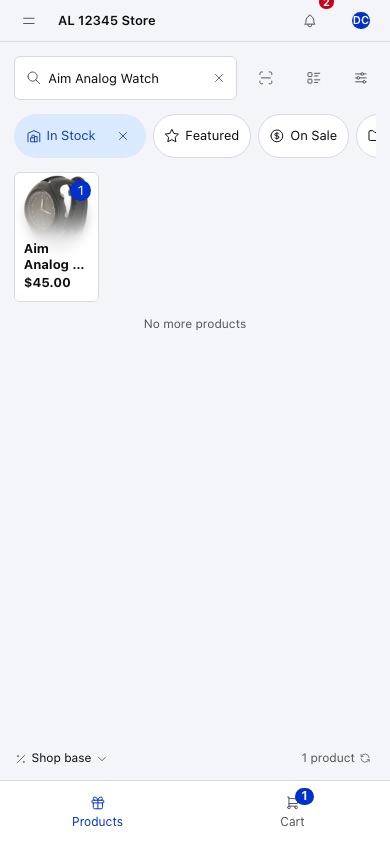 AL 12345 Store
2
DC
Aim Analog Watch
In Stock
Featured
On Sale
1
Aim
Analog ...
$45.00
No more products
Shop base
1 product
1
Products
Cart